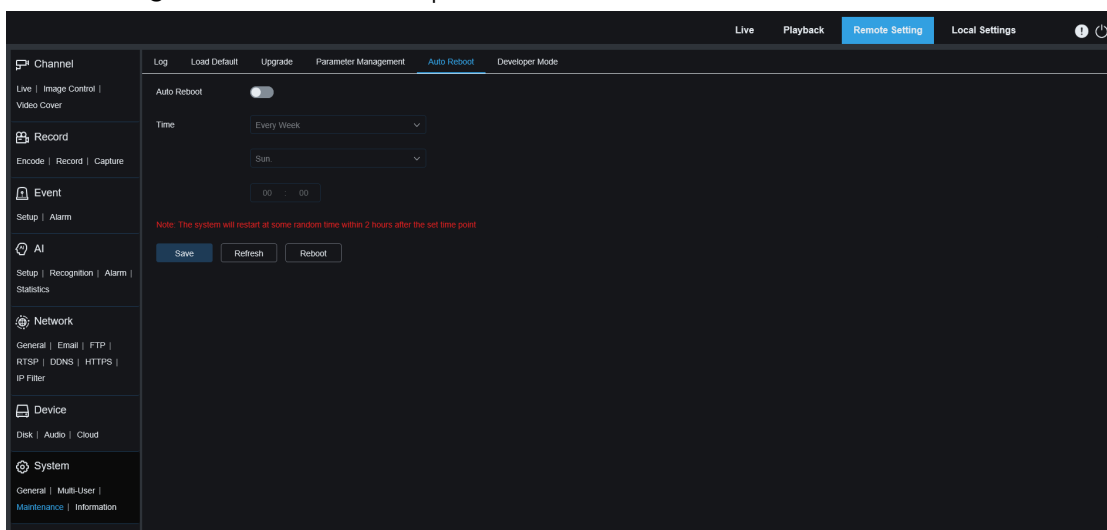 Live Playback Remote Setting Local Settings
Channel
Live | Image Control |
Video Cover
Record
Encode | Record | Capture
Event
Setup | Alarm
AI
Setup | Recognition | Alarm |
Statistics
Network
General | Email | FTP |
RTSP | DDNS | HTTPS |
IP Filter
Device
Disk | Audio | Cloud
System
General | Multi-User |
Maintenance | Information
Log Load Default Upgrade Parameter Management Auto Reboot Developer Mode
Auto Reboot
Time Every Week
Sun.
00 : 00
Note: The system will restart at some random time within 2 hours after the set time point
Save Refresh Reboot